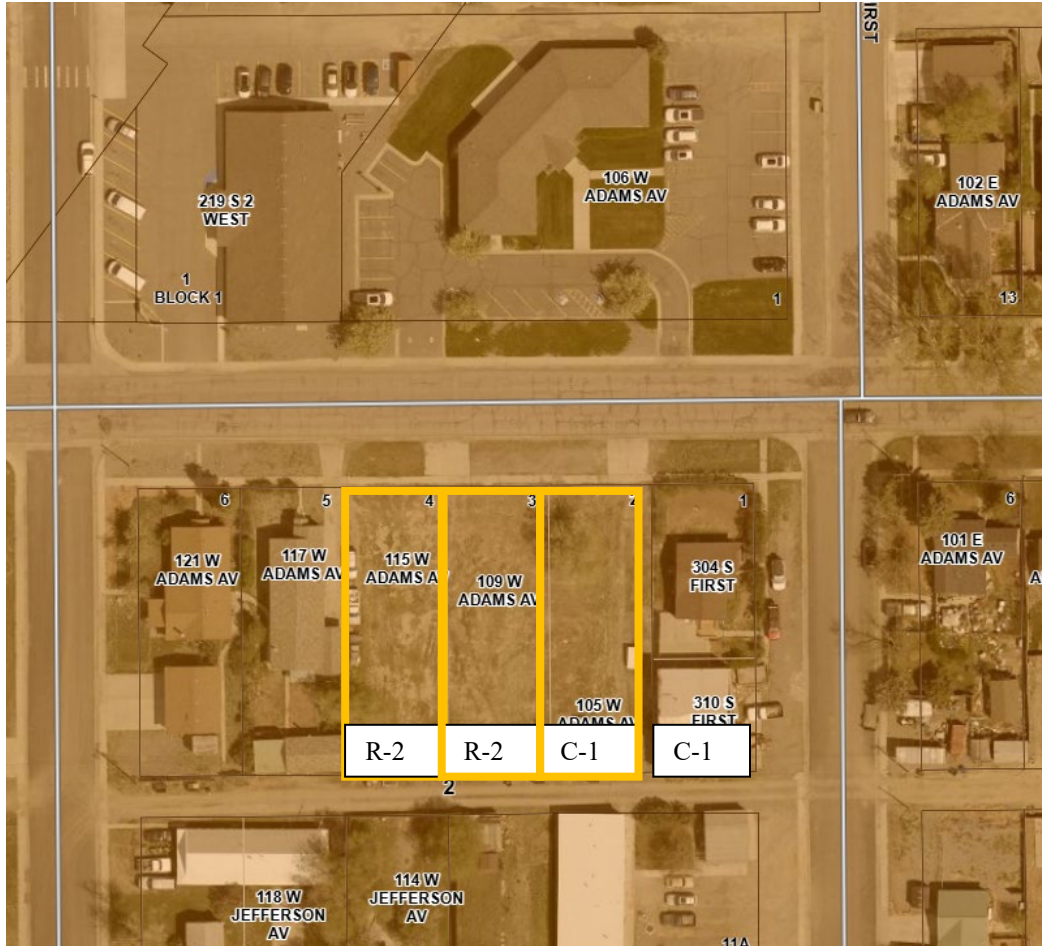 IRST
219 S 2
WEST
106 W
ADAMS AV
102 E
ADAMS AV
1
BLOCK 1
1
13
6
5
4
3
2
1
6
121 W
ADAMS AV
117 W
ADAMS AV
115 W
ADAMS AV
109 W
ADAMS AV
304 S
FIRST
101 E
ADAMS AV
A
105 W
ADAMS AV
310 S
FIRST
R-2
R-2
C-1
C-1
2
118 W
JEFFERSON
AV
114 W
JEFFERSON
AV
11A